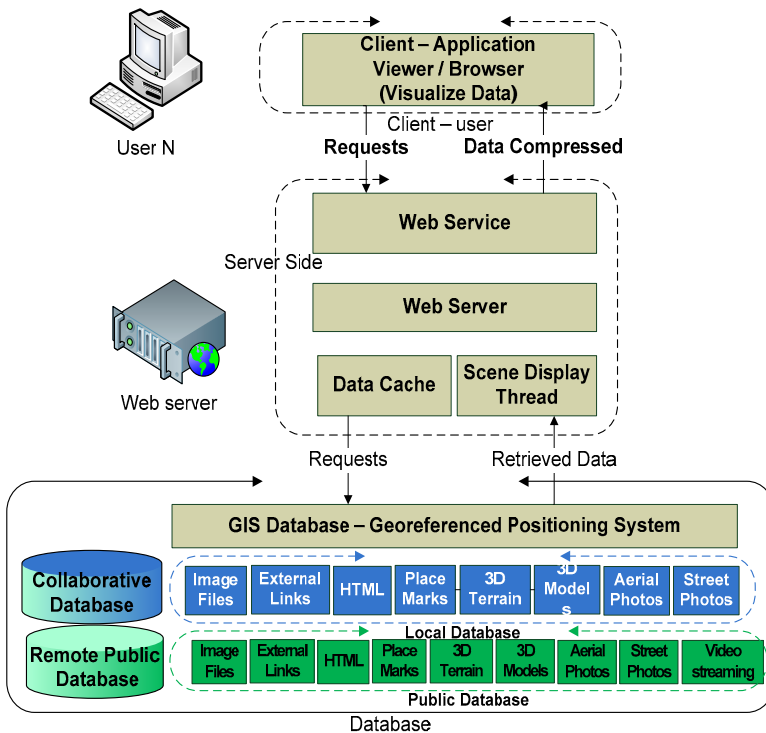 Client – Application
Viewer / Browser
(Visualize Data)
Client – user
User N
Requests
Data Compressed
Web Service
Server Side
Web Server
Data Cache
Scene Display
Thread
Web server
Requests
Retrieved Data
GIS Database – Georeferenced Positioning System
Collaborative
Database
Image
Files
External
Links
HTML
Place
Marks
3D
Terrain
3D
Model
s
Aerial
Photos
Street
Photos
Local Database
Remote Public
Database
Image
Files
External
Links
HTML
Place
Marks
3D
Terrain
3D
Models
Aerial
Photos
Street
Photos
Video
streaming
Public Database
Database